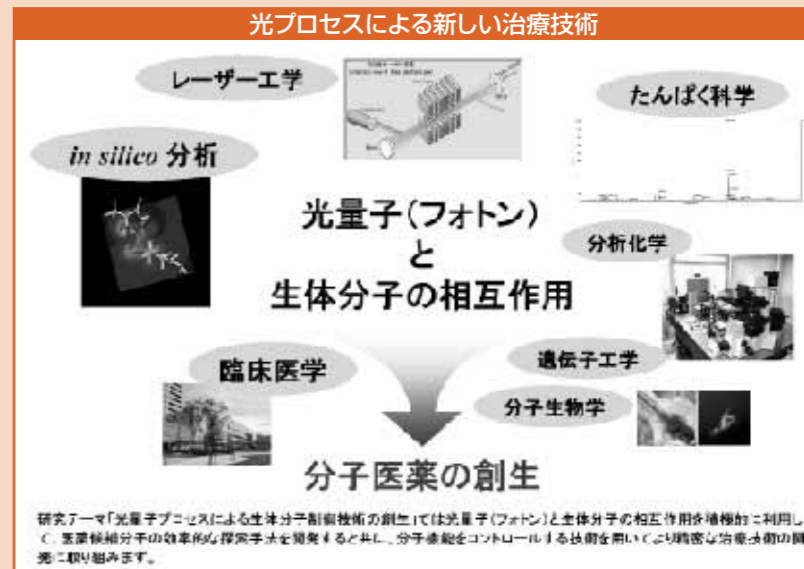 光プロセスによる新しい治療技術
レーザー工学
たんぱく科学
in silico 分析
光量子(フォトン)
と
生体分子の相互作用
分析化学
臨床医学
遺伝子工学
分子生物学
分子医薬の創生
研究テーマ「光量子プロセスによる生体分子制御技術の創生」では光量子(フォトン)と生体分子の相互作用を積極的に利用し
て、医薬候補分子の効率的な探索手法を開発すると共に、分子機能をコントロールする技術を用いてより精密な治療技術の開
発に取り組みます。